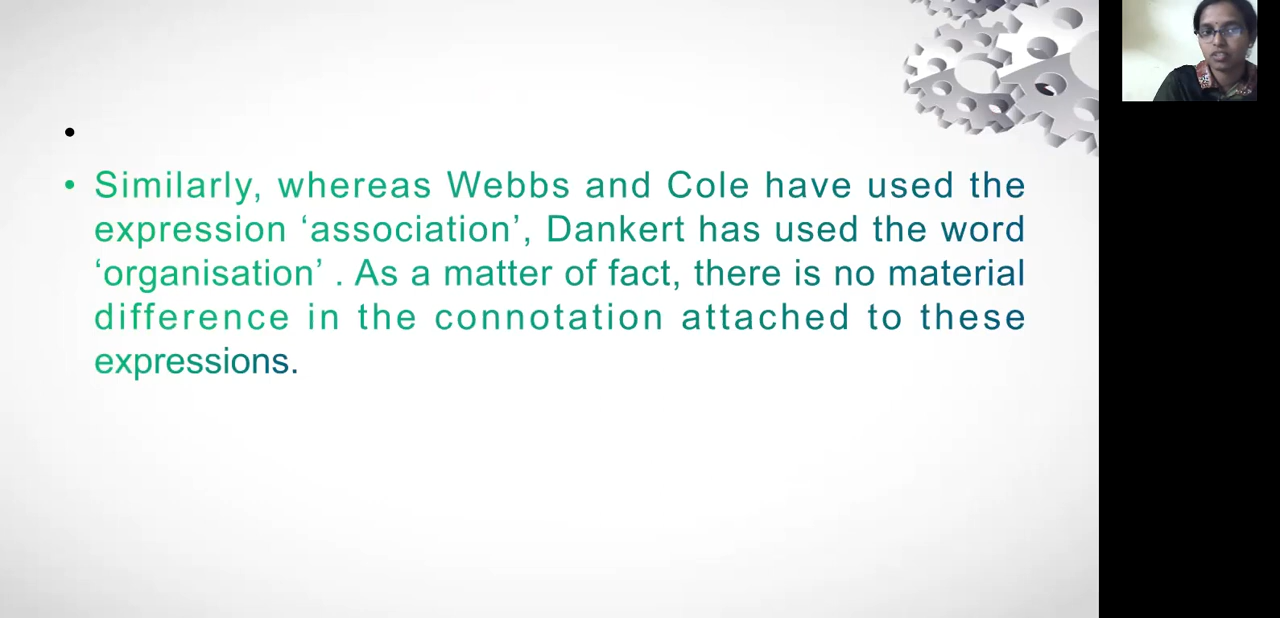 Similarly, whereas Webbs and Cole have used the
expression ‘association’, Dankert has used the word
‘organisation’ . As a matter of fact, there is no material
difference in the connotation attached to these
expressions.